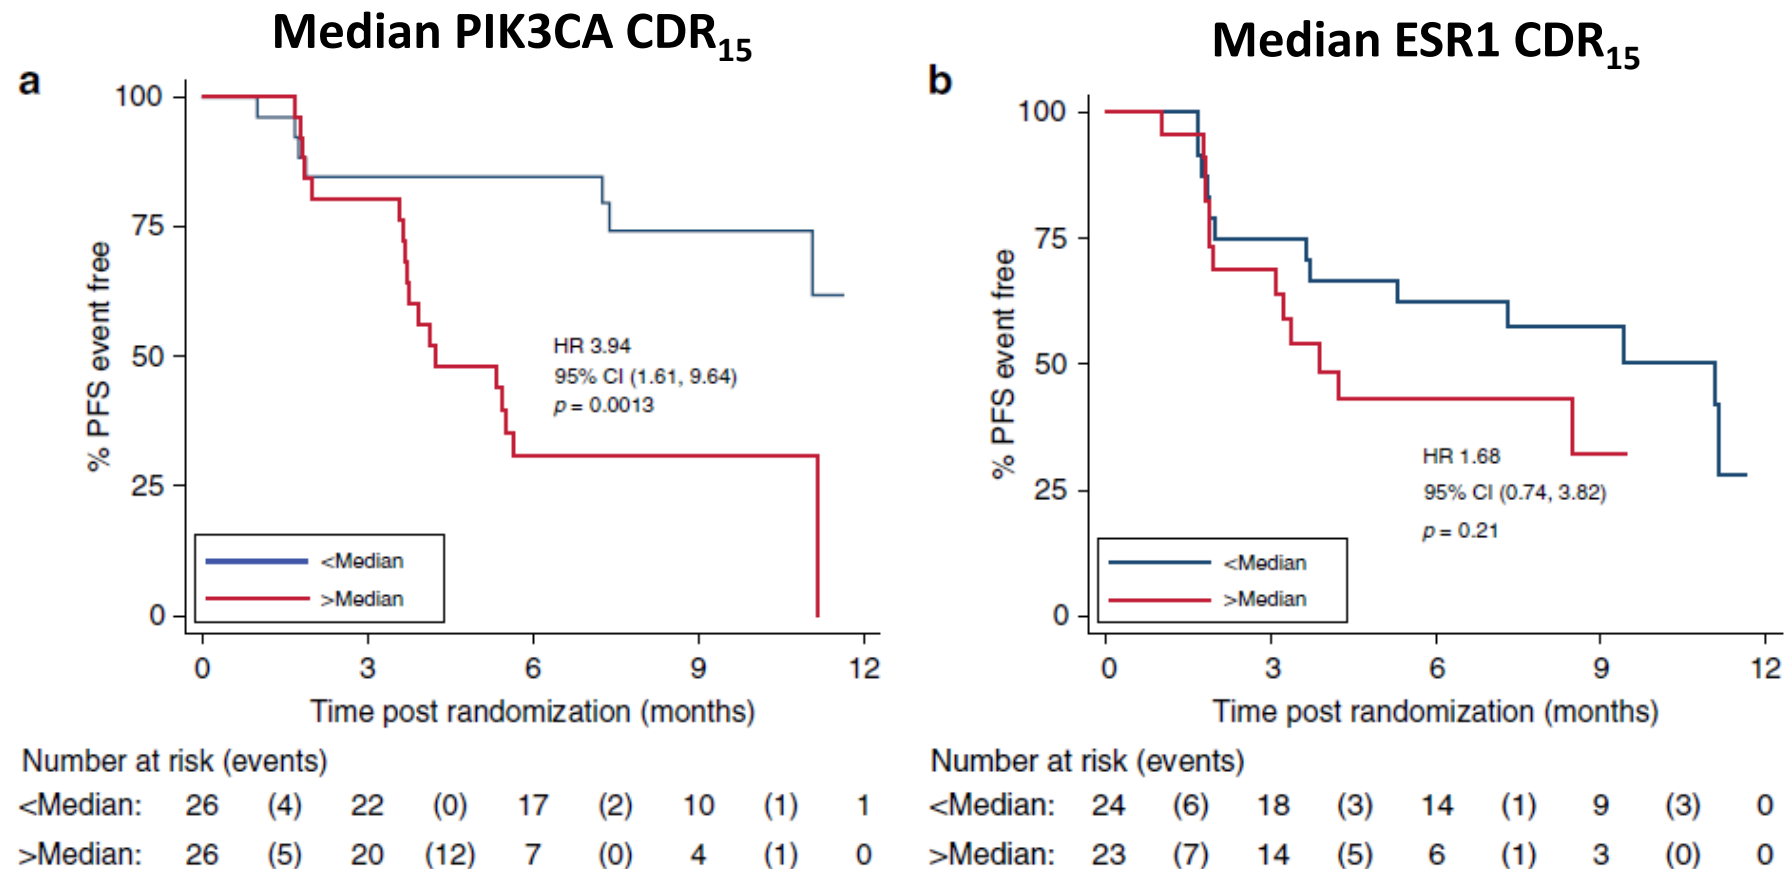 Median PIK3CA CDR15
a
100
75
50
25
0
% PFS event free
HR 3.94
95% CI (1.61, 9.64)
p = 0.0013
<Median
>Median
0 3 6 9 12
Time post randomization (months)
Number at risk (events)
<Median: 26 (4) 22 (0) 17 (2) 10 (1) 1
>Median: 26 (5) 20 (12) 7 (0) 4 (1) 0
Median ESR1 CDR15
b
100
75
50
25
0
% PFS event free
HR 1.68
95% CI (0.74, 3.82)
p = 0.21
<Median
>Median
0 3 6 9 12
Time post randomization (months)
Number at risk (events)
<Median: 24 (6) 18 (3) 14 (1) 9 (3) 0
>Median: 23 (7) 14 (5) 6 (1) 3 (0) 0